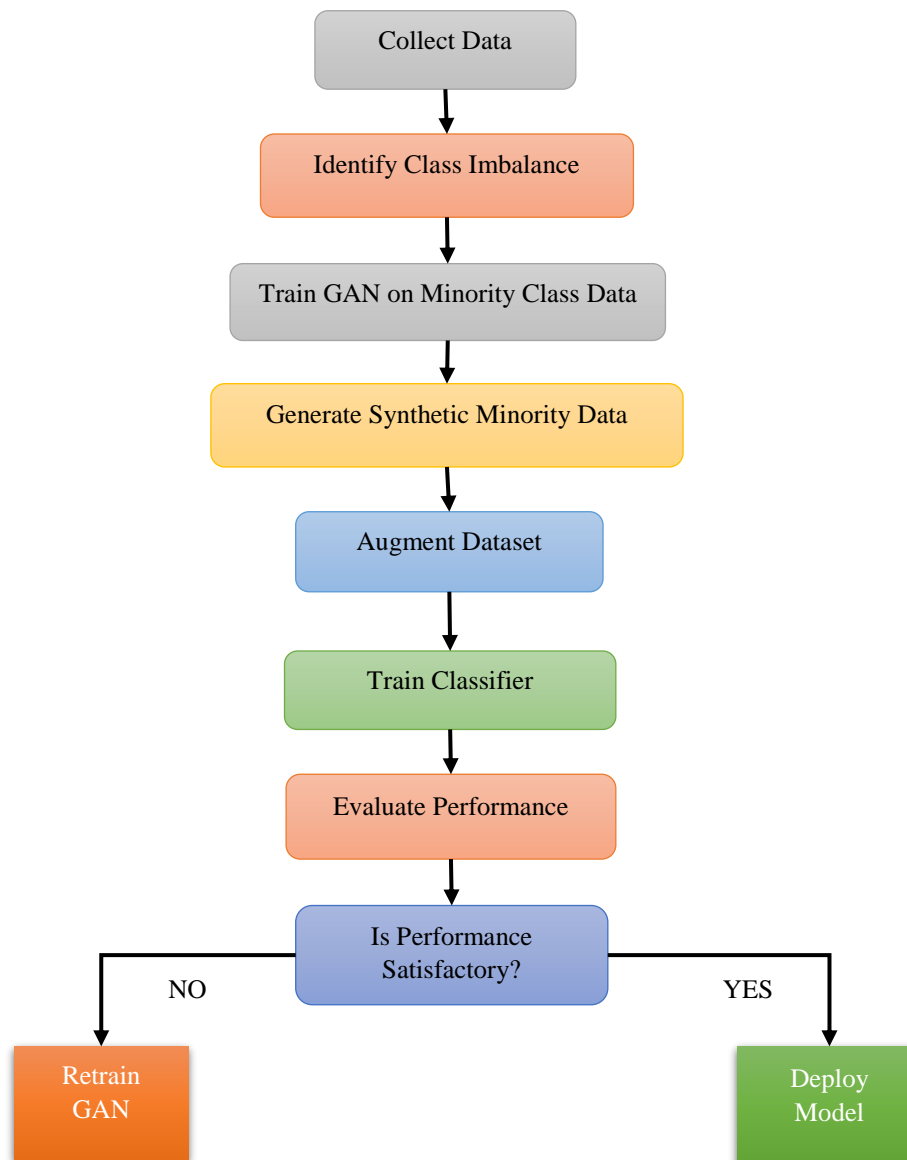 Collect Data
Identify Class Imbalance
Train GAN on Minority Class Data
Generate Synthetic Minority Data
Augment Dataset
Train Classifier
Evaluate Performance
Is Performance
Satisfactory?
NO
YES
Retrain
GAN
Deploy
Model